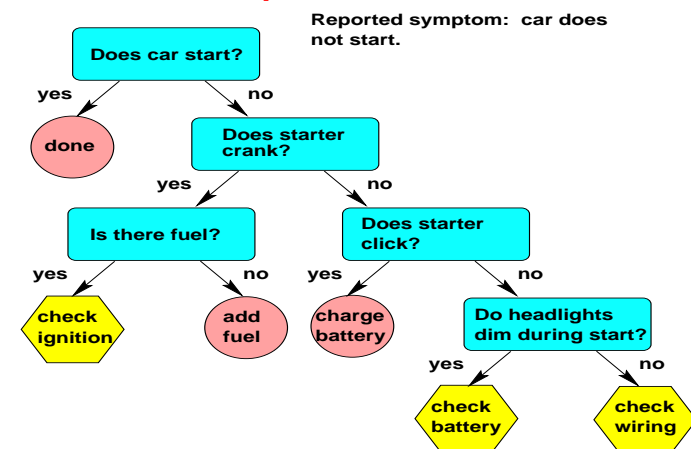 Reported symptom:  car does
not start.
Does car start?
yes
no
done
Does starter
crank?
yes
no
Is there fuel?
Does starter
click?
yes
no
yes
no
check
ignition
add
fuel
charge
battery
Do headlights
dim during start?
yes
no
check
battery
check
wiring